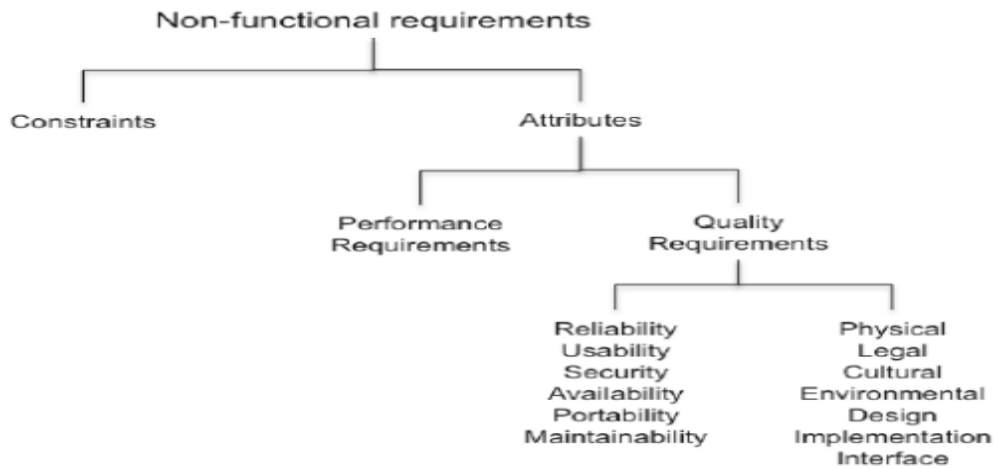 Non-functional requirements
Constraints
Attributes
Performance
Requirements
Quality
Requirements
Reliability
Usability
Security
Availability
Portability
Maintainability
Physical
Legal
Cultural
Environmental
Design
Implementation
Interface